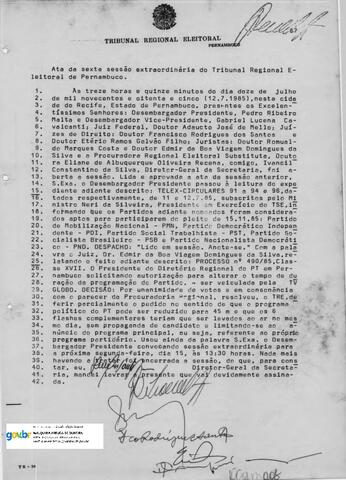 TRIBUNAL REGIONAL ELEITORAL
PERNAMBUCO
Ata da sexta sessão extraordinária do Tribunal Regional E-
leitoral de Pernambuco.
1. Às treze horas e quinze minutos do dia doze de julho
2. de mil novecentos e oitenta e cinco (12.7.1985), nesta cida
3. de do Recife, Estado de Pernambuco, presentes os Excelen-
4. tíssimos Senhores: Desembargador Presidente, Pedro Ribeiro
5. Malta e Desembargador Vice-Presidente, Gabriel Lucena Ca-
6. valcanti, Juiz Federal, Doutor Adaucto José de Mello; Juí-
7. zes de Direito: Doutor Francisco Rodrigues dos Santos e
8. Doutor Etério Ramos Galvão Filho; Juristas: Doutor Romual-
9. do Marques Costa e Doutor Edmir da Boa Viagem Domingues da
10. Silva e a Procuradora Regional Eleitoral Substituta, Douto
11. ra Eliane de Albuquerque Oliveira Recena, comigo, Ivancil
12. Constantino da Silva, Diretor-Geral da Secretaria, foi a-
13. berta a sessão. Lida e aprovada a ata da sessão anterior,
14. S.Exa. o Desembargador Presidente passou à leitura do expe
15. diente adiante descrito: TELEX-CIRCULARES 91 a 94 e 96, da-
16. tados respectivamente, de 11 e 12.7.85, subscritos pelo Mi
17. nistro Neri da Silveira, Presidente em Exercício do TSE, in
18. formando que os Partidos adiante nomeados foram considera-
19. dos aptos para participarem do pleito de 15.11.85: Partido
20. de Mobilização Nacional - PMN, Partido Democrático Indepen-
21. dente - PDI, Partido Social Trabalhista - PST, Partido So-
22. cialista Brasileiro - PSB e Partido Nacionalista Democráti
23. co - PND. DESPACHO: "Lido em sessão. Anote-se." Com a pala
24. vra o Juiz, Dr. Edmir da Boa Viagem Domingues da Silva, re-
25. latando o feito adiante descrito: PROCESSO nº 490/85, Clas-
26. se XVII. O Presidente do Diretório Regional do PT em Per-
27. nambuco solicitando autorização para alterar o tempo de du
28. ração da programação do Partido, a ser veiculada pela TV
29. GLOBO. DECISÃO: Por unanimidade de votos e em consonância
30. com o parecer da Procuradoria Regional, resolveu, o TRE, de
31. ferir parcialmente o pedido no sentido de que o programa
32. político do PT pode ser reduzido para 45 m e que os 6
33. flashes complementares teriam que ser levados ao ar no mes
34. mo dia, sem propaganda de candidato e limitando-se ao a-
35. núncio do programa principal, ou seja, referente ao próprio
36. programa partidário. Usou ainda da palavra S.Exa. o Desem-
37. bargador Presidente convocando sessão extraordinária para
38. a próxima segunda-feira, dia 15, às 13:30 horas. Nada mais
39. havendo a foi encerrada a sessão, do que, para cons
40. tar, eu, Diretor-Geral da Secreta
41. ria, mandei lavrar a presente que vai devidamente assina-
42. da.
TR-50